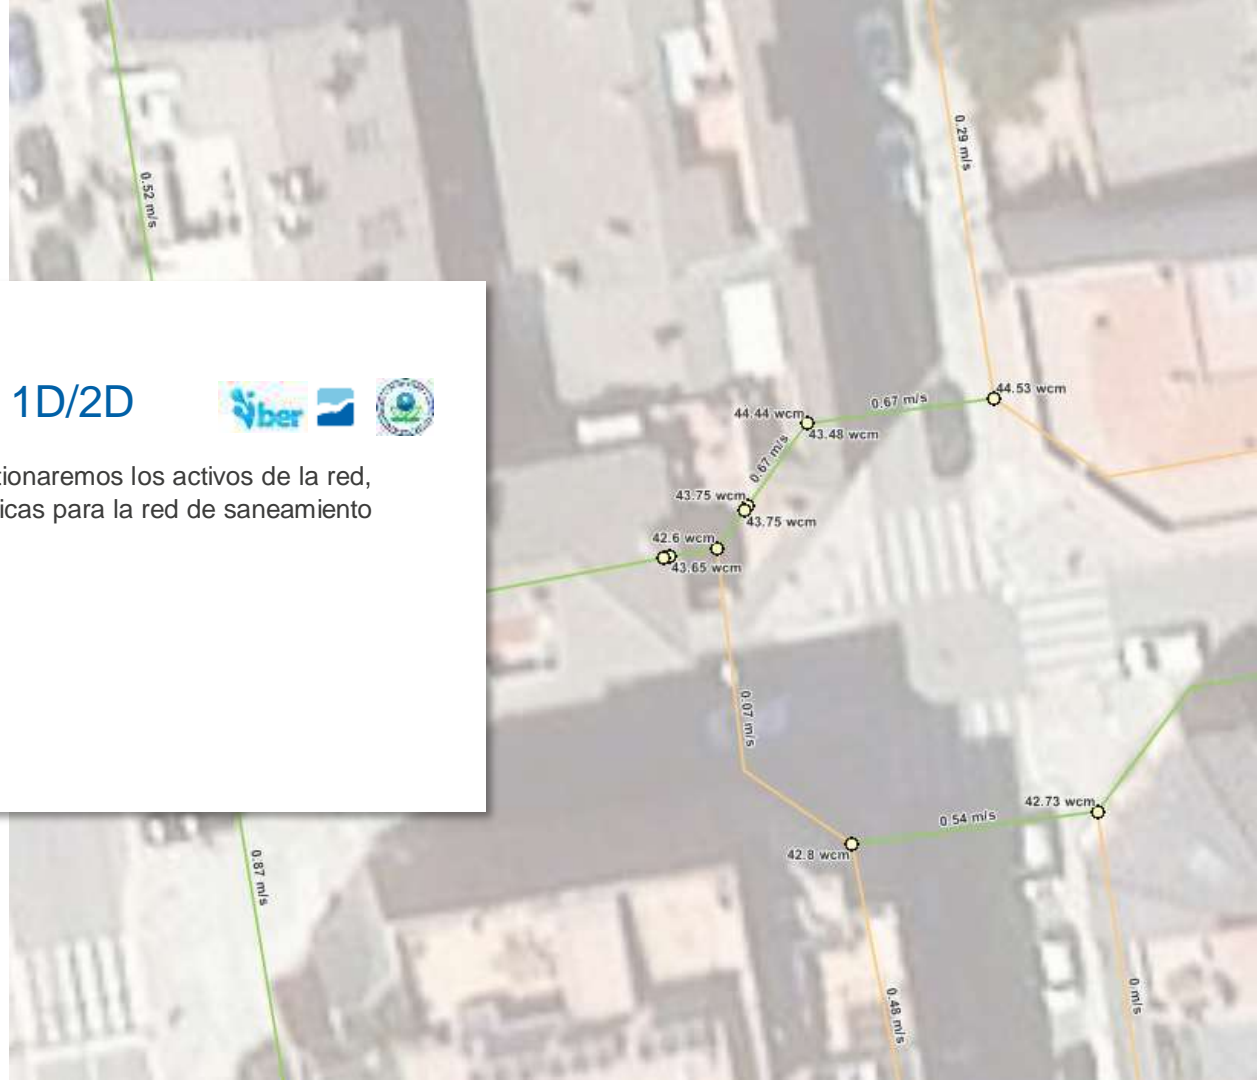 0.29 m/s
0.52 m/s
1D/2D
iber
tionaremos los activos de la red,
icas para la red de saneamiento
44.53 wcm
0.67 m/s
44.44 wcm
43.48 wcm
0.67 m/s
43.75 wcm
43.75 wcm
42.6 wcm
43.65 wcm
0.07 m/s
42.73 wcm
0.54 m/s
42.8 wcm
0.87 m/s
0.48 m/s
0 m/s